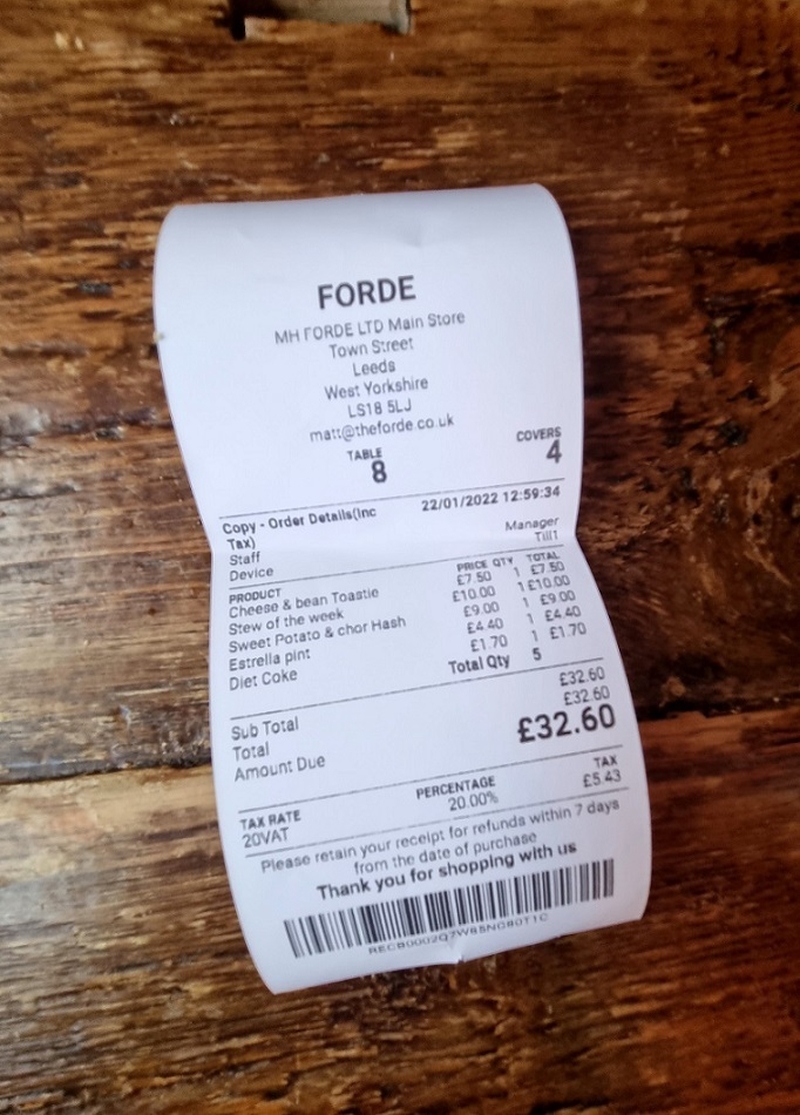 FORDE
MH FORDE LTD Main Store
Town Street
Leeds
West Yorkshire
LS18 5LJ
matt@theforde.co.uk
TABLE COVERS
8 4
Copy - Order Details(Inc Tax) 22/01/2022 12:59:34
Staff Manager
Device Till1
PRODUCT PRICE QTY TOTAL
Cheese & bean Toastie £7.50 1 £7.50
Stew of the week £10.00 1 £10.00
Sweet Potato & chor Hash £9.00 1 £9.00
Estrella pint £4.40 1 £4.40
Diet Coke £1.70 1 £1.70
Total Qty 5
Sub Total £32.60
Total £32.60
Amount Due £32.60
TAX RATE PERCENTAGE TAX
20VAT 20.00% £5.43
Please retain your receipt for refunds within 7 days
from the date of purchase
Thank you for shopping with us